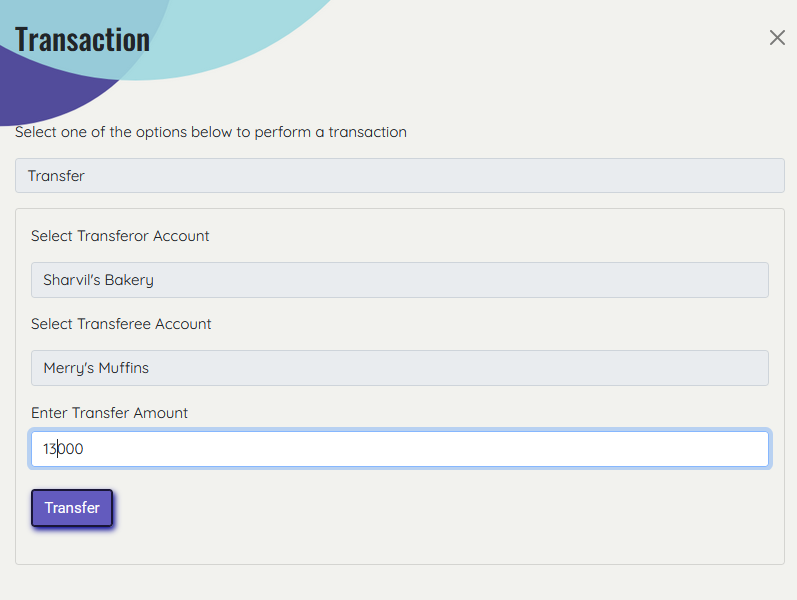 Transaction
Select one of the options below to perform a transaction
Transfer
Select Transferor Account
Sharvil's Bakery
Select Transferee Account
Merry's Muffins
Enter Transfer Amount
13000
Transfer